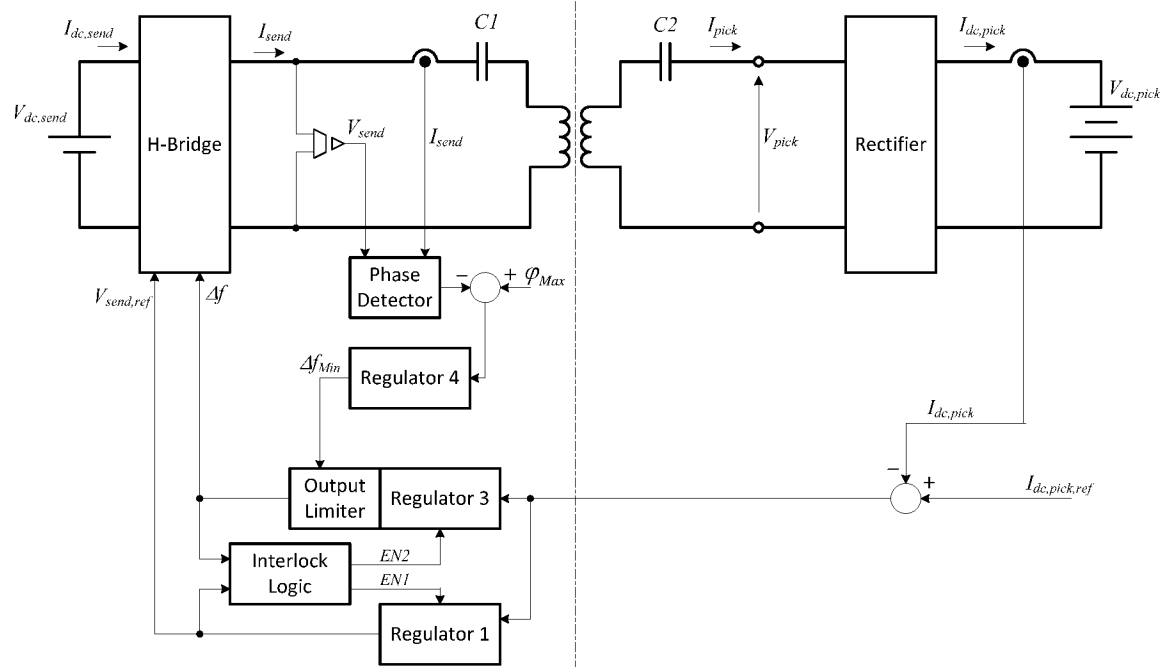 I_dc,send
I_send
C1
C2
I_pick
I_dc,pick
V_dc,send
H-Bridge
V_send
I_send
V_pick
Rectifier
V_dc,pick
V_send,ref
Δf
Phase
Detector
−
+
φ_Max
Δf_Min
Regulator 4
I_dc,pick
Output
Limiter
Regulator 3
−
+
I_dc,pick,ref
Interlock
Logic
EN2
EN1
Regulator 1